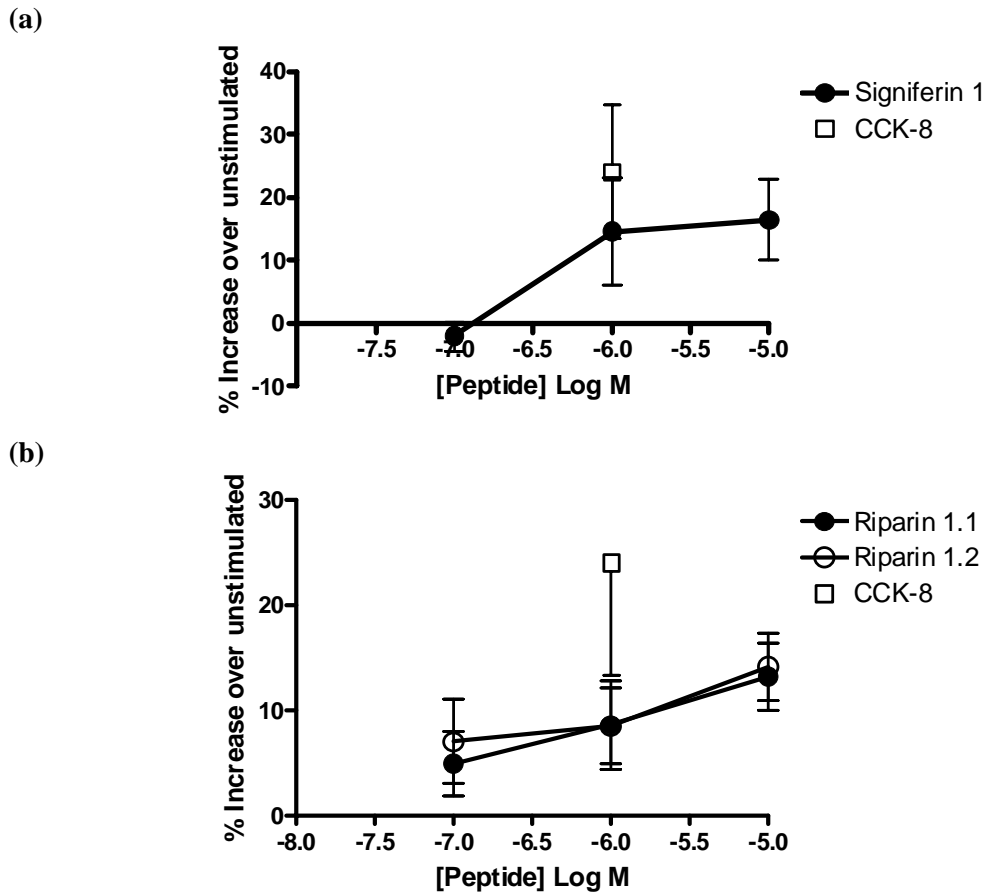 (a)
% Increase over unstimulated
40
30
20
10
0
-10
-7.5
-7.0
-6.5
-6.0
-5.5
-5.0
[Peptide] Log M
Signiferin 1
CCK-8
(b)
% Increase over unstimulated
30
20
10
0
-8.0
-7.5
-7.0
-6.5
-6.0
-5.5
-5.0
[Peptide] Log M
Riparin 1.1
Riparin 1.2
CCK-8